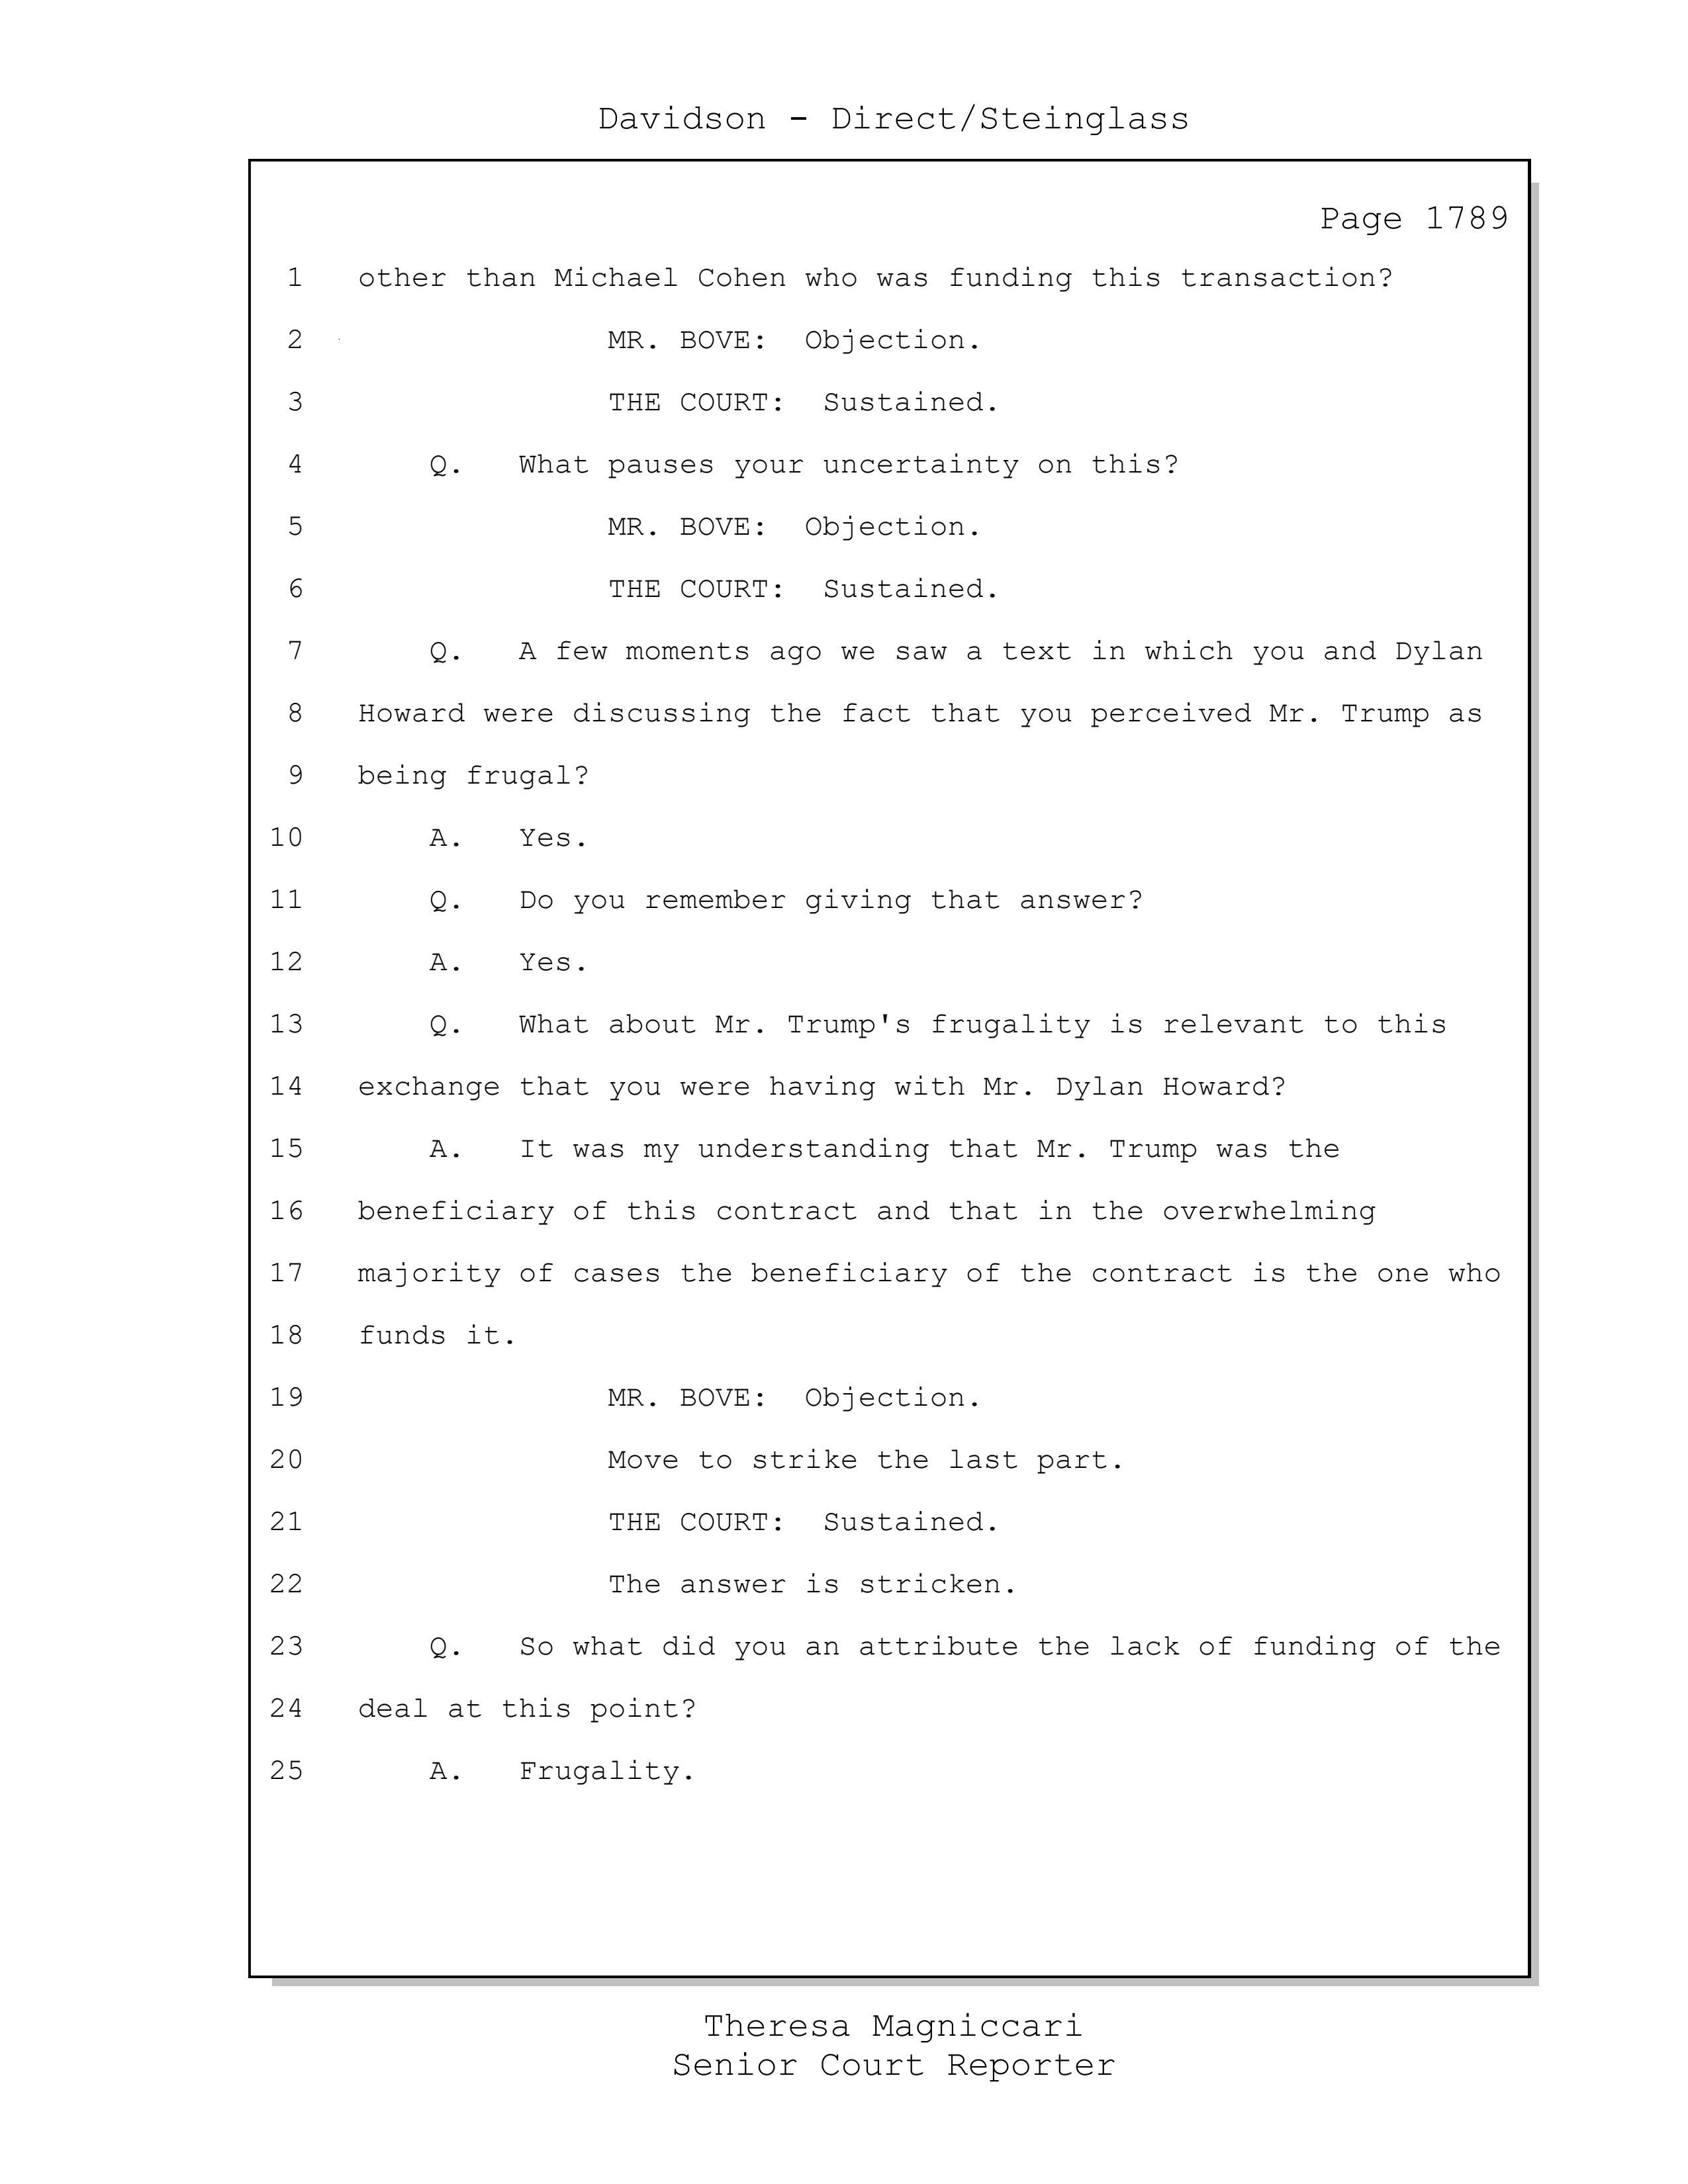 Davidson - Direct/Steinglass
Page 1789
1 other than Michael Cohen who was funding this transaction?
2 MR. BOVE: Objection.
3 THE COURT: Sustained.
4 Q. What pauses your uncertainty on this?
5 MR. BOVE: Objection.
6 THE COURT: Sustained.
7 Q. A few moments ago we saw a text in which you and Dylan
8 Howard were discussing the fact that you perceived Mr. Trump as
9 being frugal?
10 A. Yes.
11 Q. Do you remember giving that answer?
12 A. Yes.
13 Q. What about Mr. Trump's frugality is relevant to this
14 exchange that you were having with Mr. Dylan Howard?
15 A. It was my understanding that Mr. Trump was the
16 beneficiary of this contract and that in the overwhelming
17 majority of cases the beneficiary of the contract is the one who
18 funds it.
19 MR. BOVE: Objection.
20 Move to strike the last part.
21 THE COURT: Sustained.
22 The answer is stricken.
23 Q. So what did you an attribute the lack of funding of the
24 deal at this point?
25 A. Frugality.
Theresa Magniccari
Senior Court Reporter